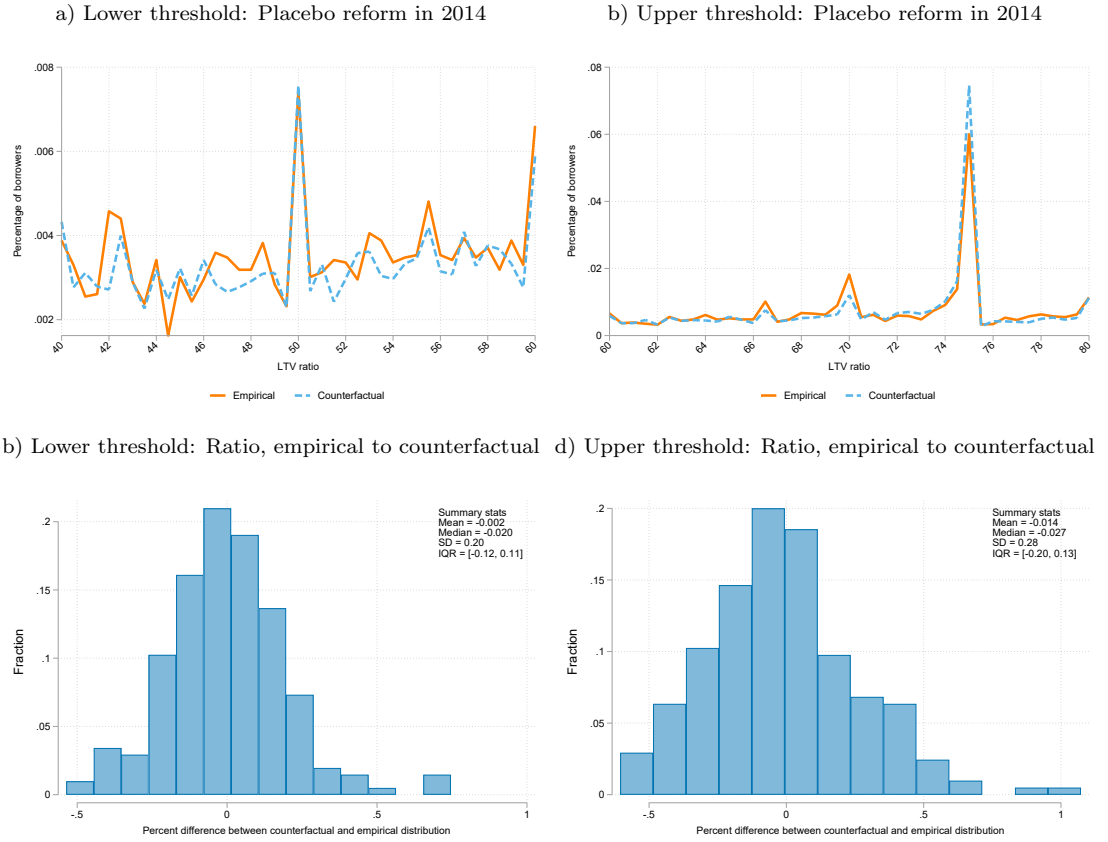 a) Lower threshold: Placebo reform in 2014
b) Upper threshold: Placebo reform in 2014
.008
.006
.004
.002
Percentage of borrowers
40 42 44 46 48 50 52 54 56 58 60
LTV ratio
Empirical Counterfactual
.08
.06
.04
.02
0
Percentage of borrowers
60 62 64 66 68 70 72 74 76 78 80
LTV ratio
Empirical Counterfactual
b) Lower threshold: Ratio, empirical to counterfactual
d) Upper threshold: Ratio, empirical to counterfactual
Summary stats
Mean = -0.002
Median = -0.020
SD = 0.20
IQR = [-0.12, 0.11]
.2
.15
.1
.05
0
Fraction
-.5 0 .5 1
Percent difference between counterfactual and empirical distribution
Summary stats
Mean = -0.014
Median = -0.027
SD = 0.28
IQR = [-0.20, 0.13]
.2
.15
.1
.05
0
Fraction
-.5 0 .5 1
Percent difference between counterfactual and empirical distribution